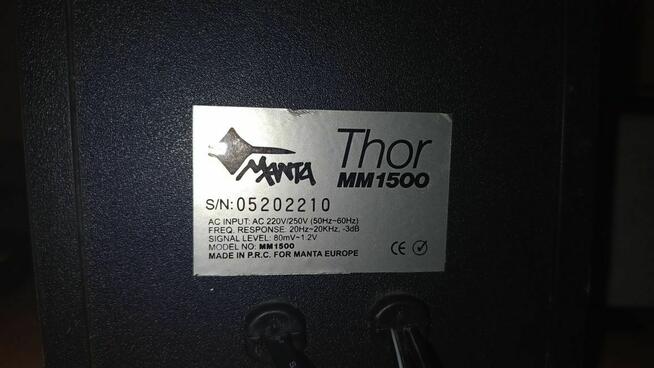 MANTA
Thor
MM1500
S/N: 05202210
AC INPUT: AC 220V/250V (50Hz~60Hz)
FREQ. RESPONSE: 20Hz~20KHz, -3dB
SIGNAL LEVEL: 80mV~1.2V
MODEL NO: MM1500
MADE IN P.R.C. FOR MANTA EUROPE
CE